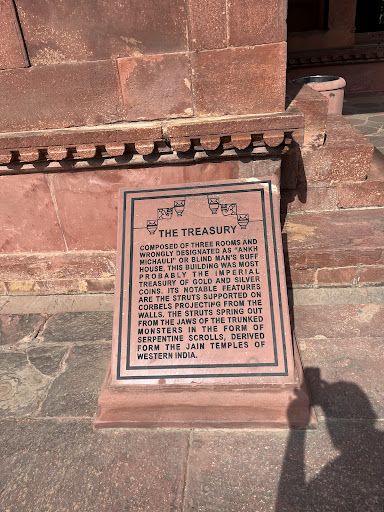 THE TREASURY
COMPOSED OF THREE ROOMS AND
WRONGLY DESIGNATED AS "ANKH
MICHAULI" OR BLIND MAN'S BUFF
HOUSE, THIS BUILDING WAS MOST
PROBABLY THE IMPERIAL
TREASURY OF GOLD AND SILVER
COINS. ITS NOTABLE FEATURES
ARE THE STRUTS SUPPORTED ON
CORBELS PROJECTING FROM THE
WALLS. THE STRUTS SPRING OUT
FROM THE JAWS OF THE TRUNKED
MONSTERS IN THE FORM OF
SERPENTINE SCROLLS, DERIVED
FORM THE JAIN TEMPLES OF
WESTERN INDIA.